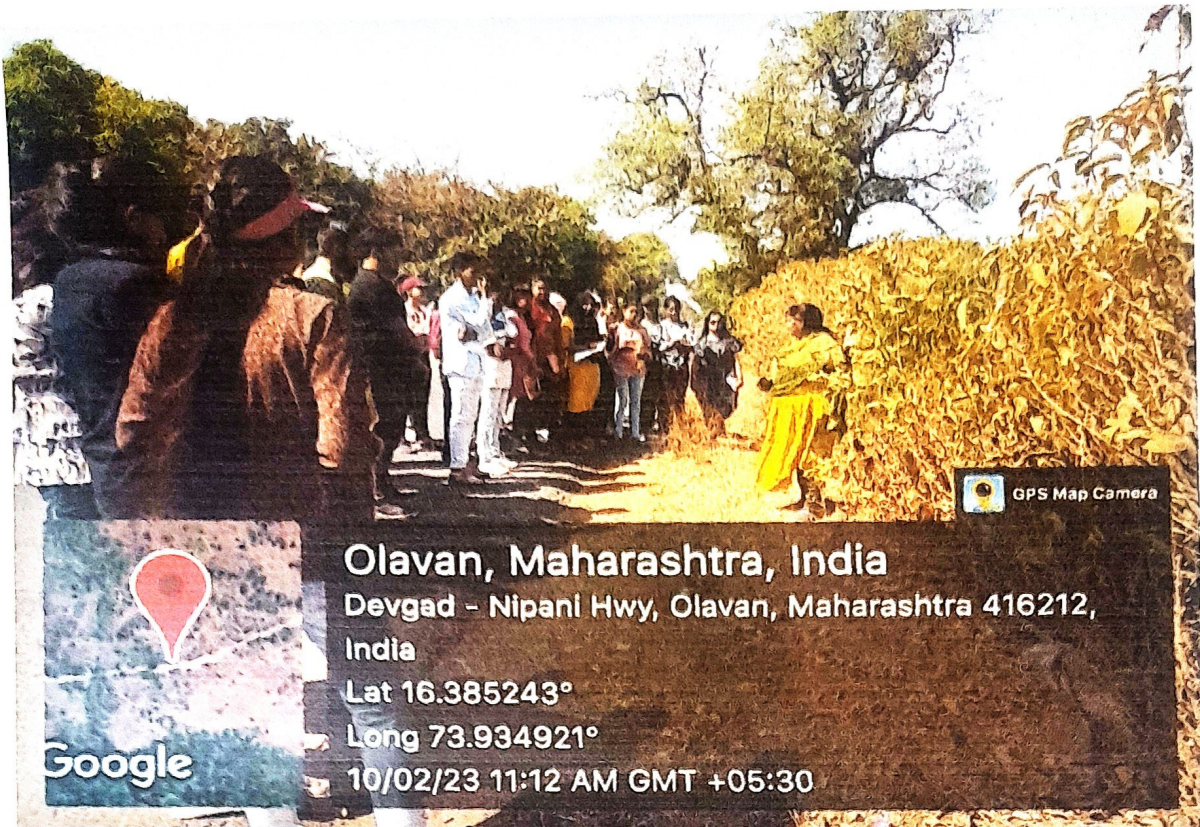 GPS Map Camera
Olavan, Maharashtra, India
Devgad - Nipani Hwy, Olavan, Maharashtra 416212,
India
Lat 16.385243°
Long 73.934921°
10/02/23 11:12 AM GMT +05:30
Google